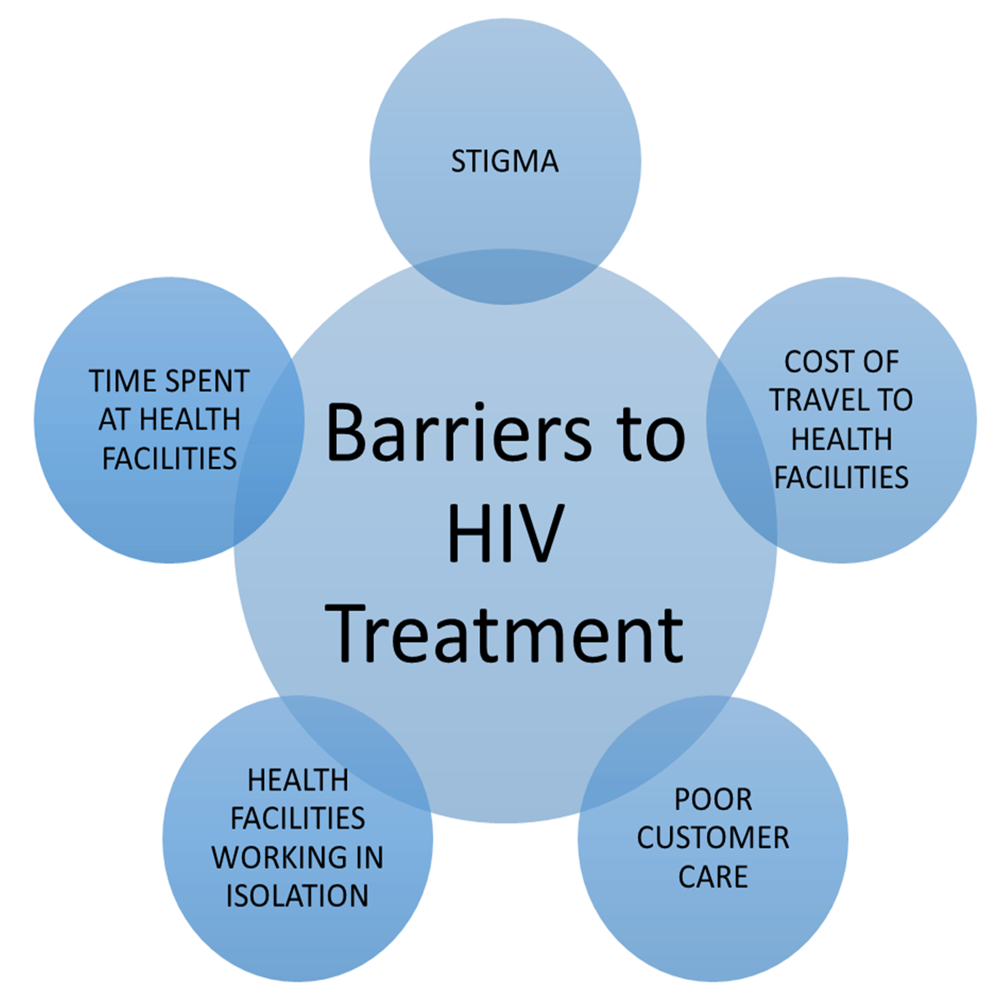 STIGMA
COST OF
TRAVEL TO
HEALTH
FACILITIES
POOR
CUSTOMER
CARE
HEALTH
FACILITIES
WORKING IN
ISOLATION
TIME SPENT
AT HEALTH
FACILITIES
Barriers to
HIV
Treatment